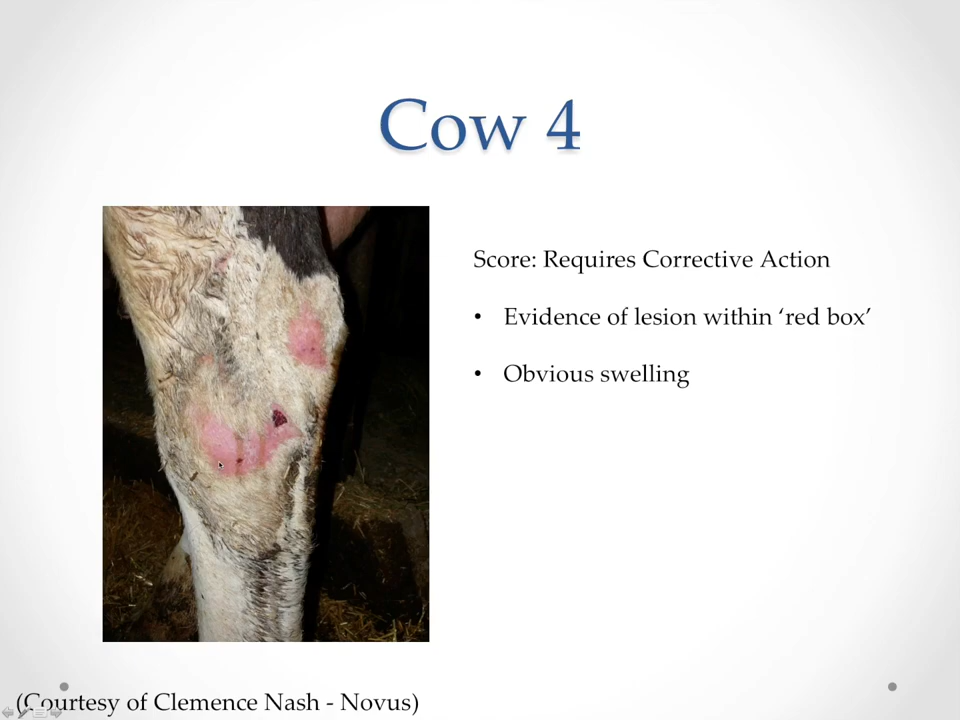 Cow 4
Score: Requires Corrective Action
• Evidence of lesion within ‘red box’
• Obvious swelling
(Courtesy of Clemence Nash - Novus)